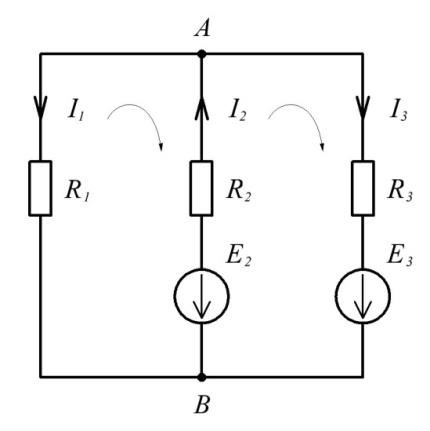 A
I₁ I₂ I₃
R₁ R₂ R₃
E₂ E₃
B